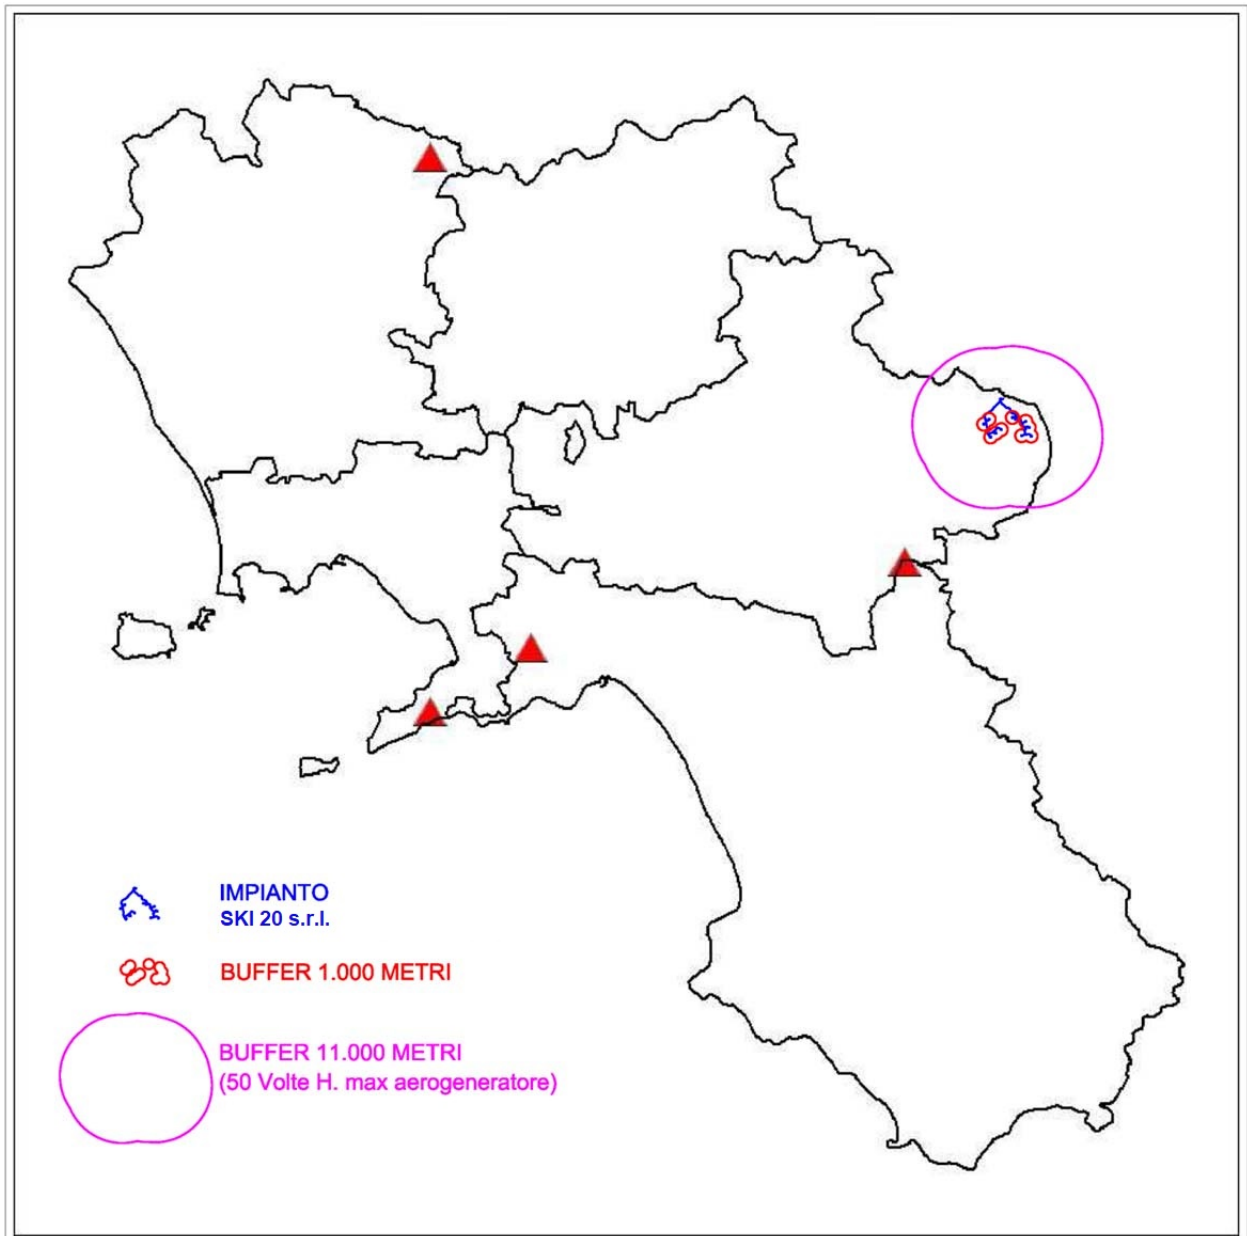 IMPIANTO
SKI 20 s.r.l.
BUFFER 1.000 METRI
BUFFER 11.000 METRI
(50 Volte H. max aerogeneratore)